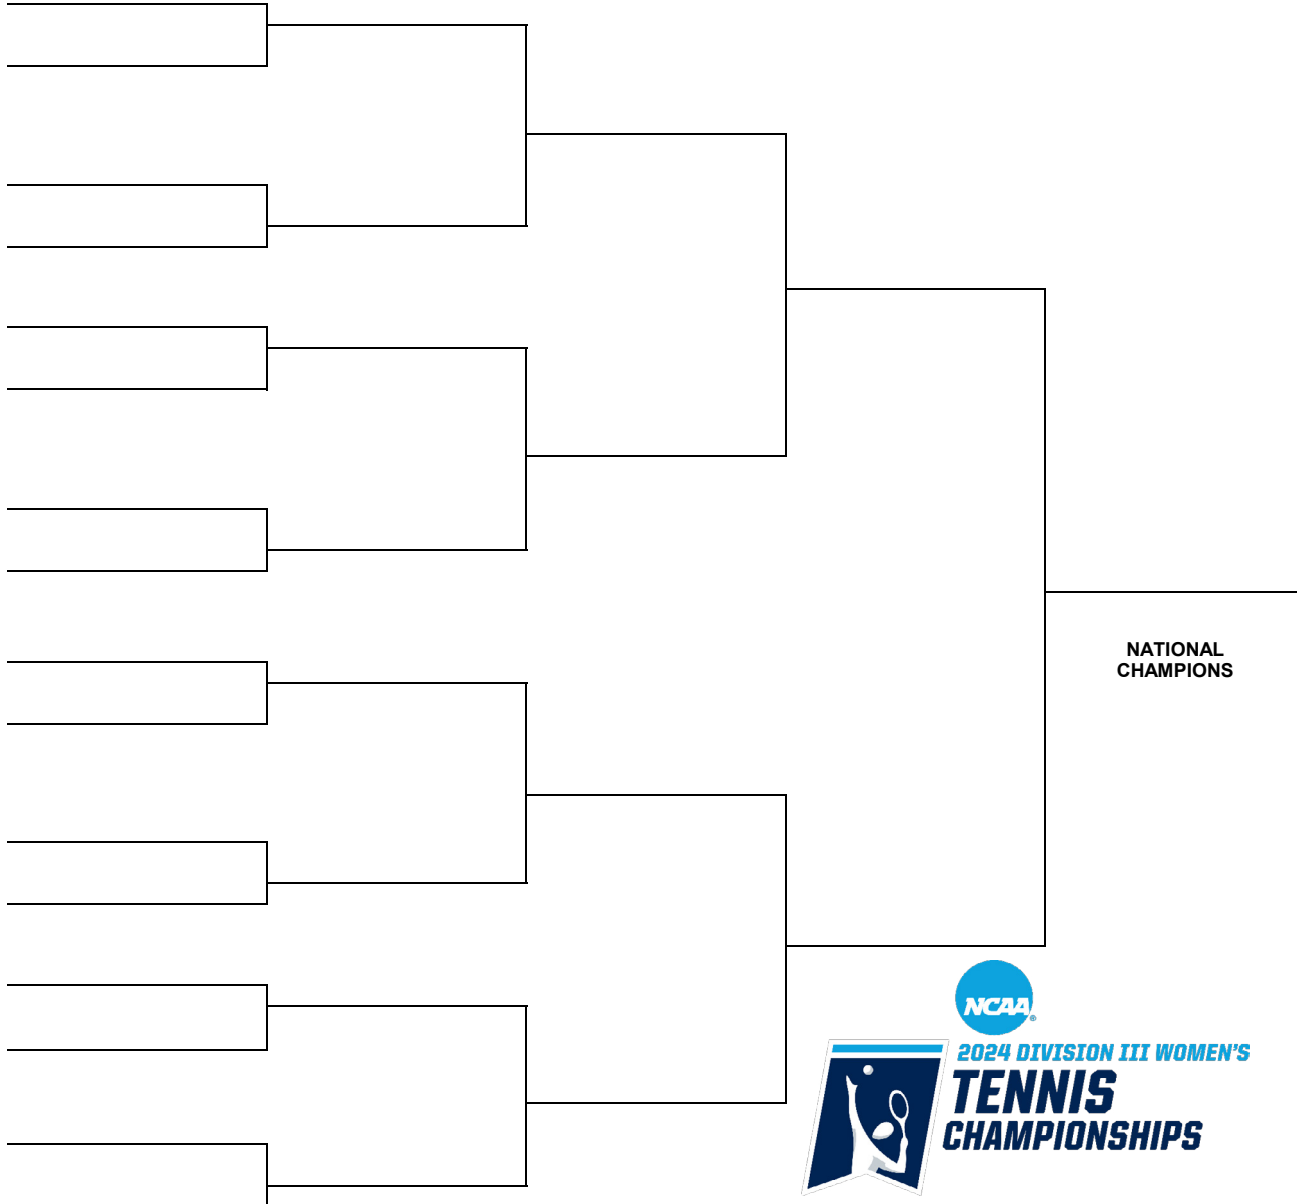 NATIONAL
CHAMPIONS
NCAA®
2024 DIVISION III WOMEN'S
TENNIS
CHAMPIONSHIPS